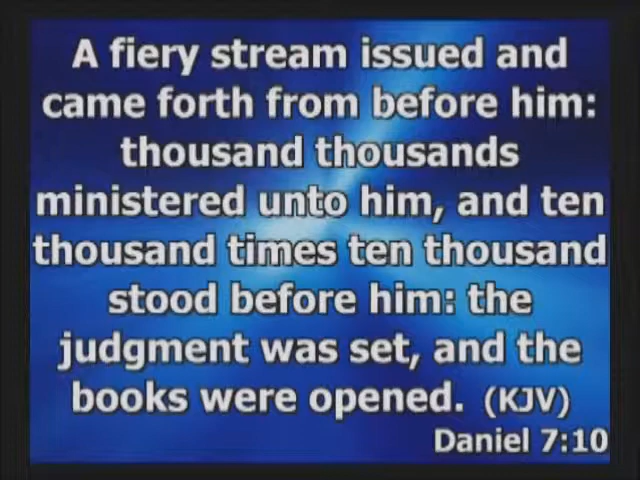 A fiery stream issued and
came forth from before him:
thousand thousands
ministered unto him, and ten
thousand times ten thousand
stood before him: the
judgment was set, and the
books were opened. (KJV)
Daniel 7:10